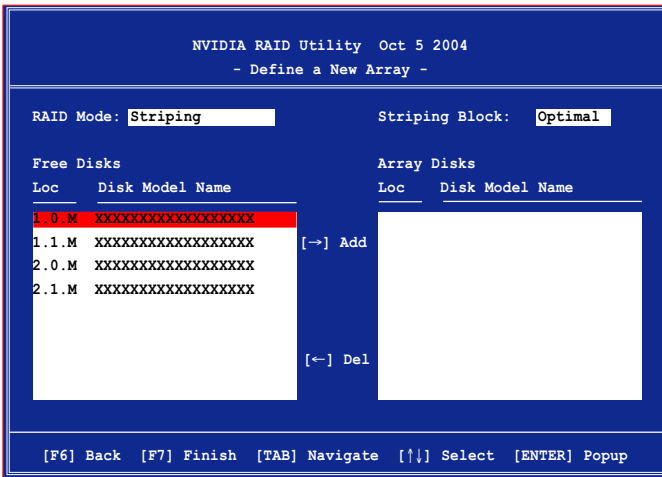 NVIDIA RAID Utility  Oct 5 2004
- Define a New Array -
RAID Mode: Striping    Striping Block: Optimal
Free Disks    Array Disks
Loc    Disk Model Name    Loc    Disk Model Name
1.0.M  XXXXXXXXXXXXXXXXXX
1.1.M  XXXXXXXXXXXXXXXXXX    [→] Add
2.0.M  XXXXXXXXXXXXXXXXXX
2.1.M  XXXXXXXXXXXXXXXXXX
[←] Del
[F6] Back  [F7] Finish  [TAB] Navigate  [↑↓] Select  [ENTER] Popup